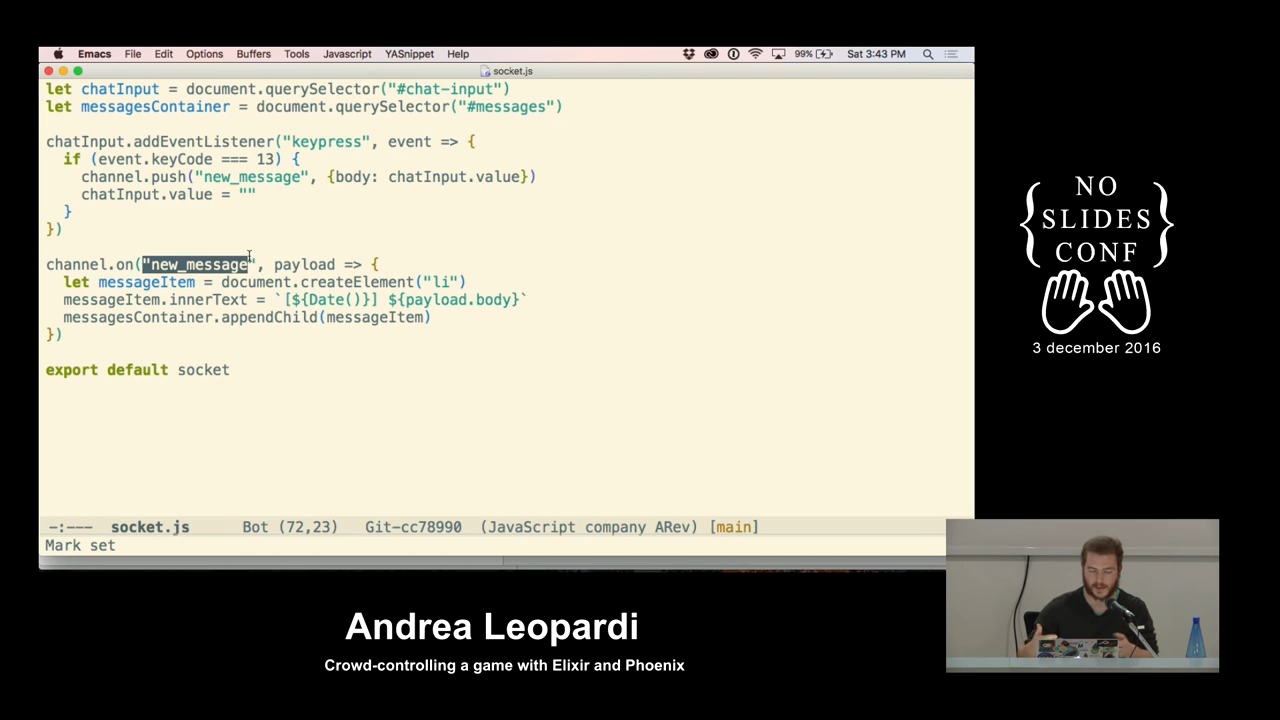 Emacs File Edit Options Buffers Tools Javascript YASnippet Help 99% Sat 3:43 PM
socket.js
let chatInput = document.querySelector("#chat-input")
let messagesContainer = document.querySelector("#messages")
chatInput.addEventListener("keypress", event => {
if (event.keyCode === 13) {
channel.push("new_message", {body: chatInput.value})
chatInput.value = ""
}
})
channel.on("new_message", payload => {
let messageItem = document.createElement("li")
messageItem.innerText = `[${Date()}] ${payload.body}`
messagesContainer.appendChild(messageItem)
})
export default socket
-:--- socket.js Bot (72,23) Git-cc78990 (JavaScript company ARev) [main]
Mark set
NO
{ SLIDES }
CONF
3 december 2016
Andrea Leopardi
Crowd-controlling a game with Elixir and Phoenix